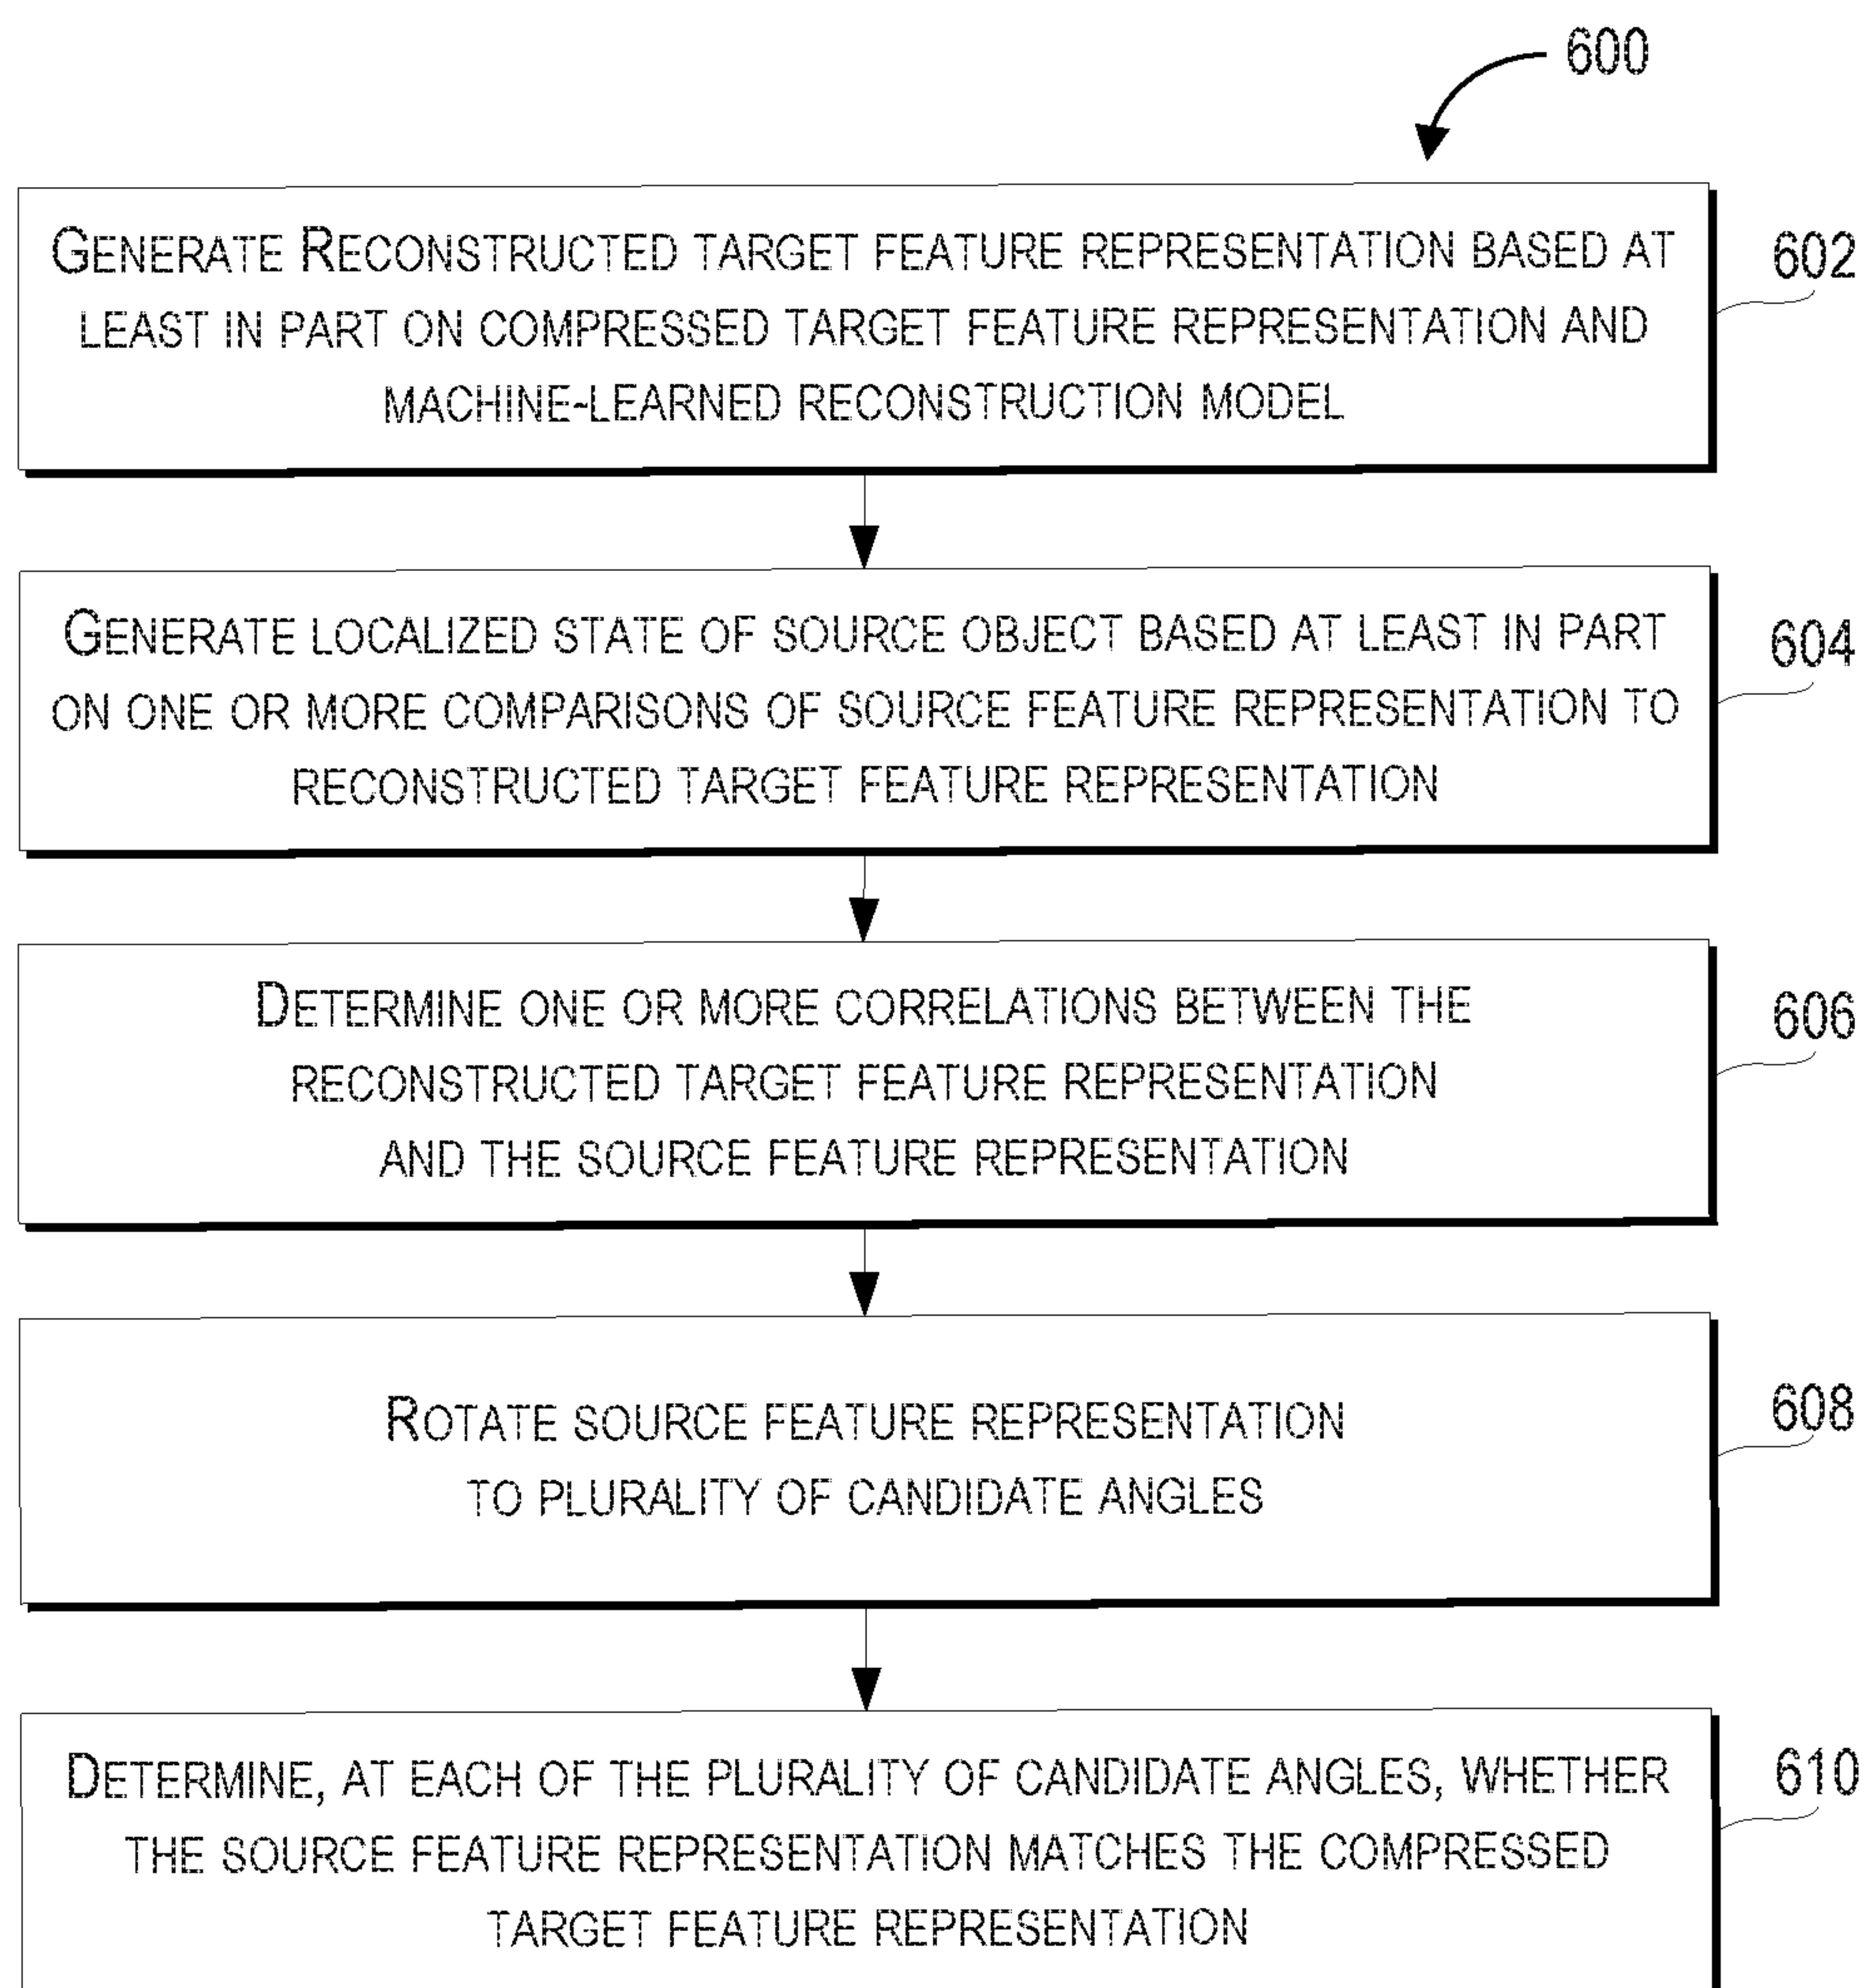 600
GENERATE RECONSTRUCTED TARGET FEATURE REPRESENTATION BASED AT
LEAST IN PART ON COMPRESSED TARGET FEATURE REPRESENTATION AND
MACHINE-LEARNED RECONSTRUCTION MODEL
602
GENERATE LOCALIZED STATE OF SOURCE OBJECT BASED AT LEAST IN PART
ON ONE OR MORE COMPARISONS OF SOURCE FEATURE REPRESENTATION TO
RECONSTRUCTED TARGET FEATURE REPRESENTATION
604
DETERMINE ONE OR MORE CORRELATIONS BETWEEN THE
RECONSTRUCTED TARGET FEATURE REPRESENTATION
AND THE SOURCE FEATURE REPRESENTATION
606
ROTATE SOURCE FEATURE REPRESENTATION
TO PLURALITY OF CANDIDATE ANGLES
608
DETERMINE, AT EACH OF THE PLURALITY OF CANDIDATE ANGLES, WHETHER
THE SOURCE FEATURE REPRESENTATION MATCHES THE COMPRESSED
TARGET FEATURE REPRESENTATION
610